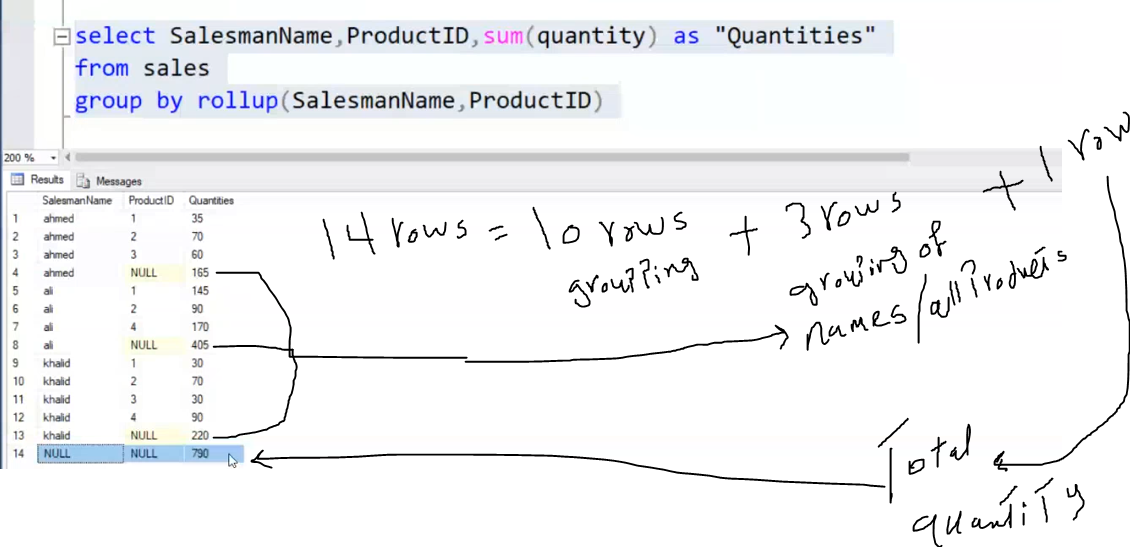 select SalesmanName,ProductID,sum(quantity) as "Quantities"
from sales
group by rollup(SalesmanName,ProductID)
200 %
Results Messages
SalesmanName ProductID Quantities
1 ahmed 1 35
2 ahmed 2 70
3 ahmed 3 60
4 ahmed NULL 165
5 ali 1 145
6 ali 2 90
7 ali 4 170
8 ali NULL 405
9 khalid 1 30
10 khalid 2 70
11 khalid 3 30
12 khalid 4 90
13 khalid NULL 220
14 NULL NULL 790
14 rows = 10 rows + 3 rows + 1 row
groupping
grouping of
names / all Products
Total
quantity